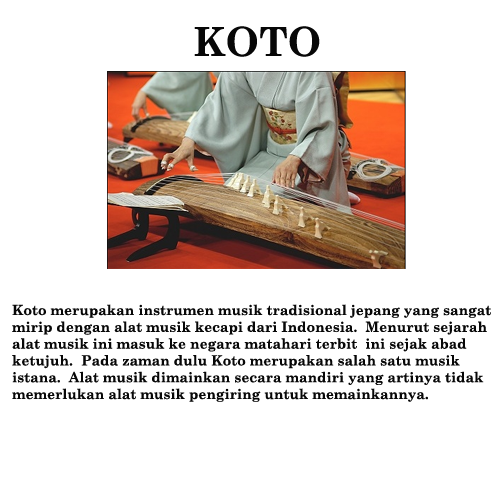 KOTO
Koto merupakan instrumen musik tradisional jepang yang sangat
mirip dengan alat musik kecapi dari Indonesia.  Menurut sejarah
alat musik ini masuk ke negara matahari terbit  ini sejak abad
ketujuh.  Pada zaman dulu Koto merupakan salah satu musik
istana.  Alat musik dimainkan secara mandiri yang artinya tidak
memerlukan alat musik pengiring untuk memainkannya.